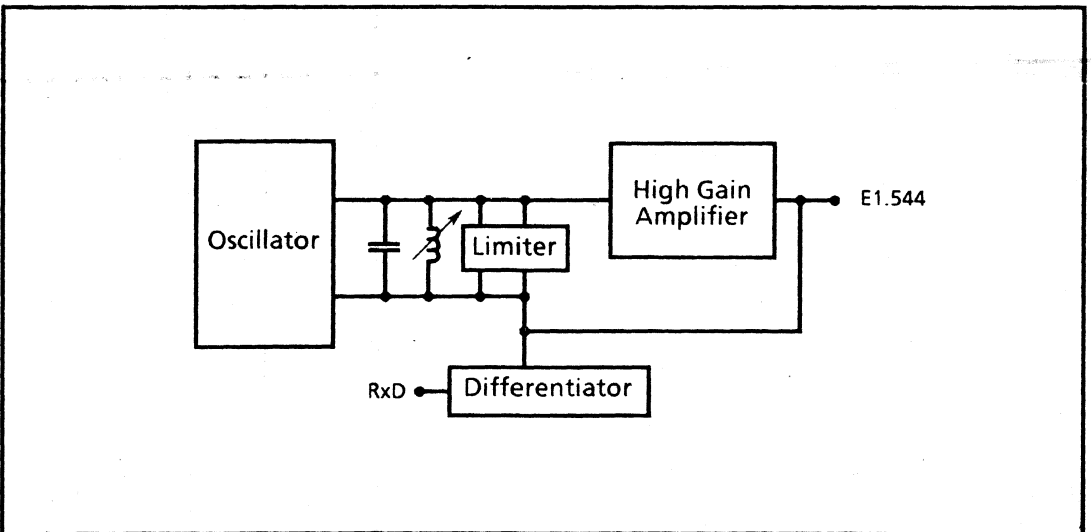 Oscillator
Limiter
High Gain
Amplifier
E1.544
RxD
Differentiator